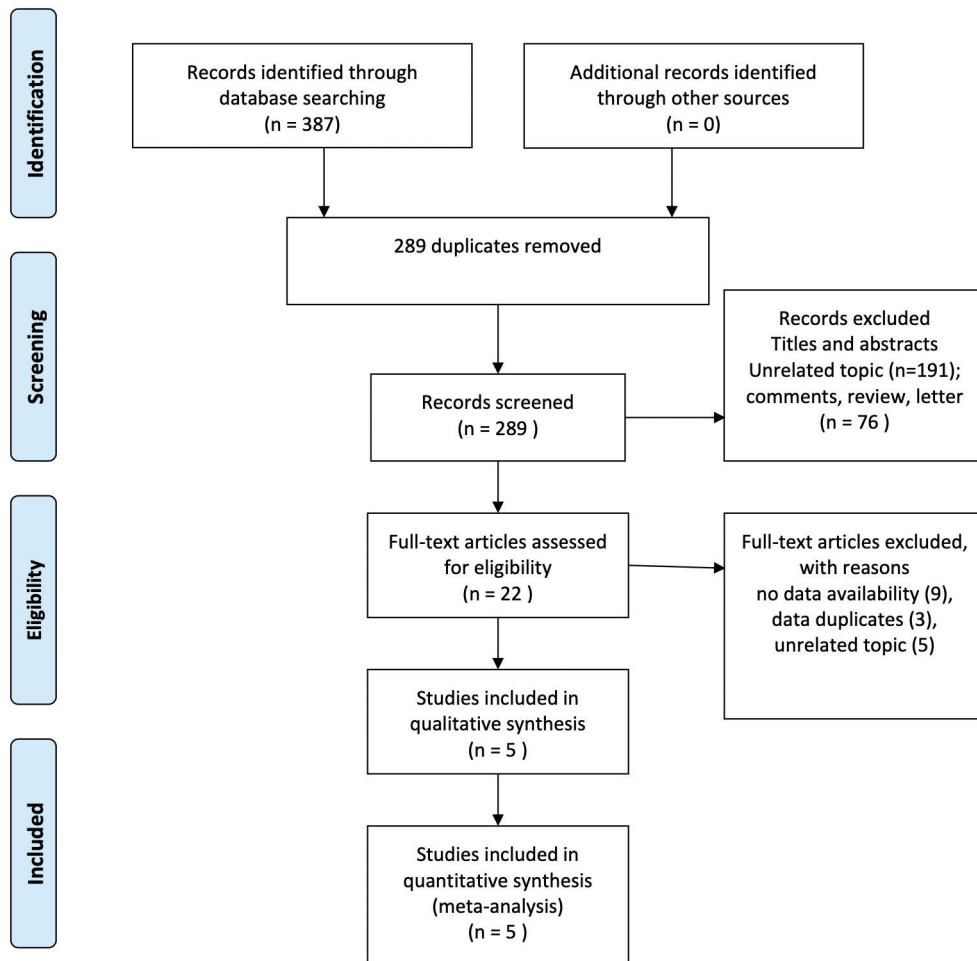 Identification
Records identified through
database searching
(n = 387)
Additional records identified
through other sources
(n = 0)
289 duplicates removed
Screening
Records screened
(n = 289 )
Records excluded
Titles and abstracts
Unrelated topic (n=191);
comments, review, letter
(n = 76 )
Eligibility
Full-text articles assessed
for eligibility
(n = 22 )
Full-text articles excluded,
with reasons
no data availability (9),
data duplicates (3),
unrelated topic (5)
Studies included in
qualitative synthesis
(n = 5 )
Included
Studies included in
quantitative synthesis
(meta-analysis)
(n = 5 )